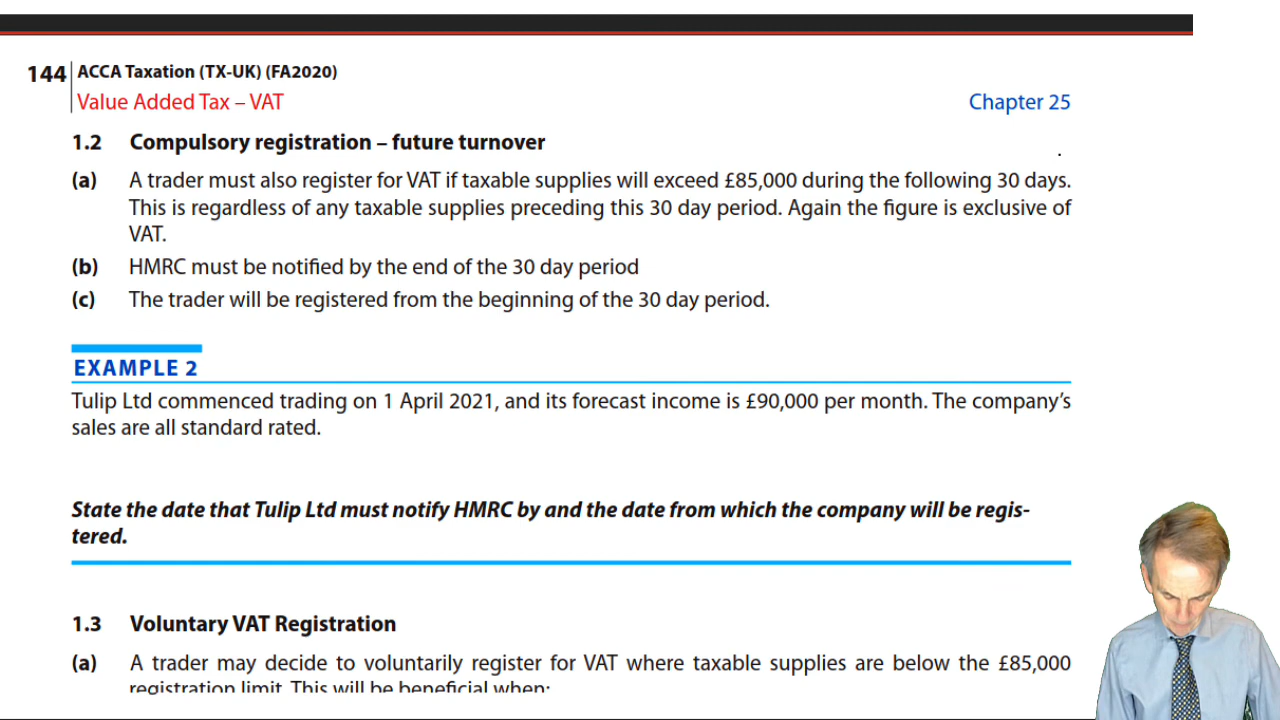 144 ACCA Taxation (TX-UK) (FA2020)
Value Added Tax – VAT Chapter 25
1.2 Compulsory registration – future turnover
(a) A trader must also register for VAT if taxable supplies will exceed £85,000 during the following 30 days.
This is regardless of any taxable supplies preceding this 30 day period. Again the figure is exclusive of
VAT.
(b) HMRC must be notified by the end of the 30 day period
(c) The trader will be registered from the beginning of the 30 day period.
EXAMPLE 2
Tulip Ltd commenced trading on 1 April 2021, and its forecast income is £90,000 per month. The company's
sales are all standard rated.
State the date that Tulip Ltd must notify HMRC by and the date from which the company will be regis-
tered.
1.3 Voluntary VAT Registration
(a) A trader may decide to voluntarily register for VAT where taxable supplies are below the £85,000
registration limit. This will be beneficial when: